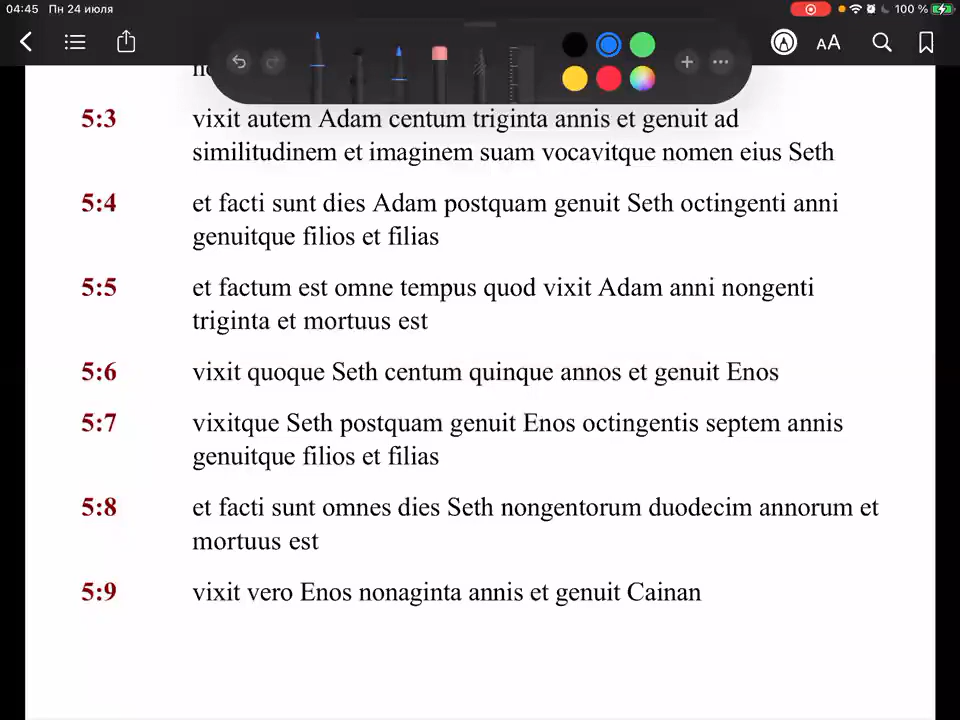 04:45 Пн 24 июля 100 %
AA
5:3 vixit autem Adam centum triginta annis et genuit ad
similitudinem et imaginem suam vocavitque nomen eius Seth
5:4 et facti sunt dies Adam postquam genuit Seth octingenti anni
genuitque filios et filias
5:5 et factum est omne tempus quod vixit Adam anni nongenti
triginta et mortuus est
5:6 vixit quoque Seth centum quinque annos et genuit Enos
5:7 vixitque Seth postquam genuit Enos octingentis septem annis
genuitque filios et filias
5:8 et facti sunt omnes dies Seth nongentorum duodecim annorum et
mortuus est
5:9 vixit vero Enos nonaginta annis et genuit Cainan